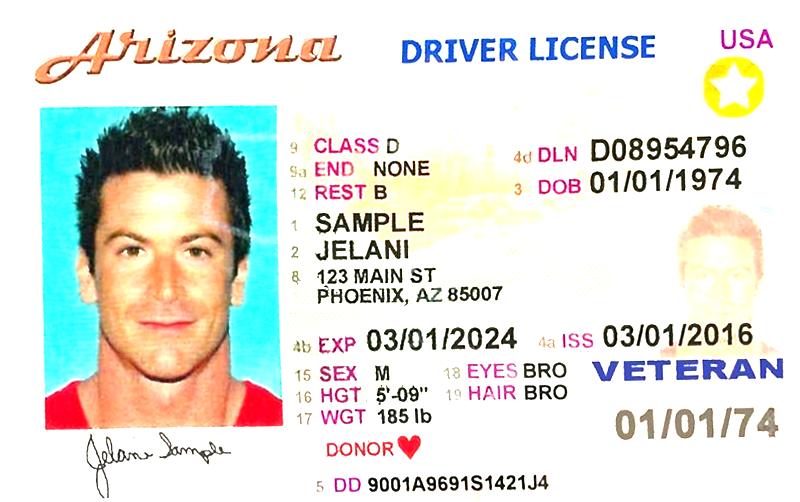 Arizona DRIVER LICENSE USA
9 CLASS D
9a END NONE
12 REST B
4d DLN D08954796
3 DOB 01/01/1974
1 SAMPLE
2 JELANI
8 123 MAIN ST
PHOENIX, AZ 85007
4b EXP 03/01/2024 4a ISS 03/01/2016
15 SEX M 18 EYES BRO
16 HGT 5'-09" 19 HAIR BRO
17 WGT 185 lb
VETERAN
01/01/74
DONOR
5 DD 9001A9691S1421J4
Jelani Sample